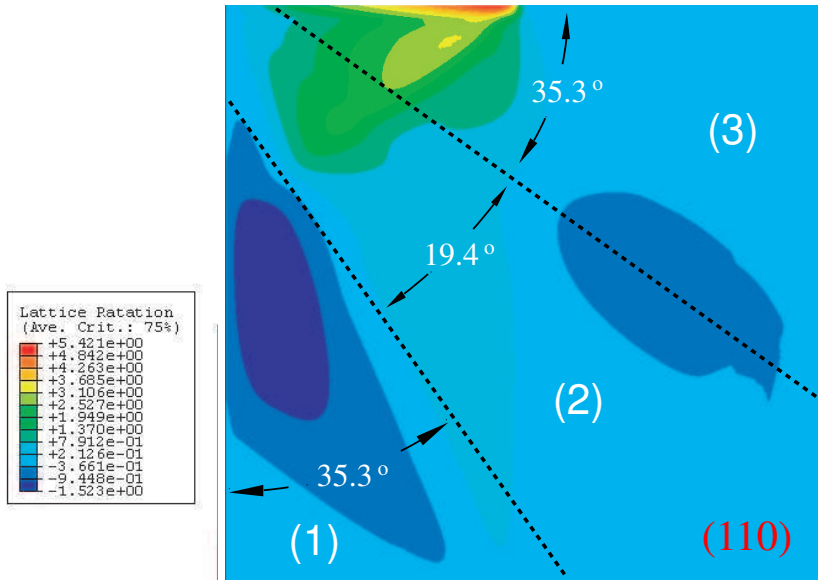 35.3 °
(3)
19.4 °
Lattice Ratation
(Ave. Crit.: 75%)
+5.421e+00
+4.842e+00
+4.263e+00
+3.685e+00
+3.106e+00
+2.527e+00
+1.949e+00
+1.370e+00
+7.912e-01
+2.126e-01
-3.661e-01
-9.448e-01
-1.523e+00
(2)
35.3 °
(1)
(110)